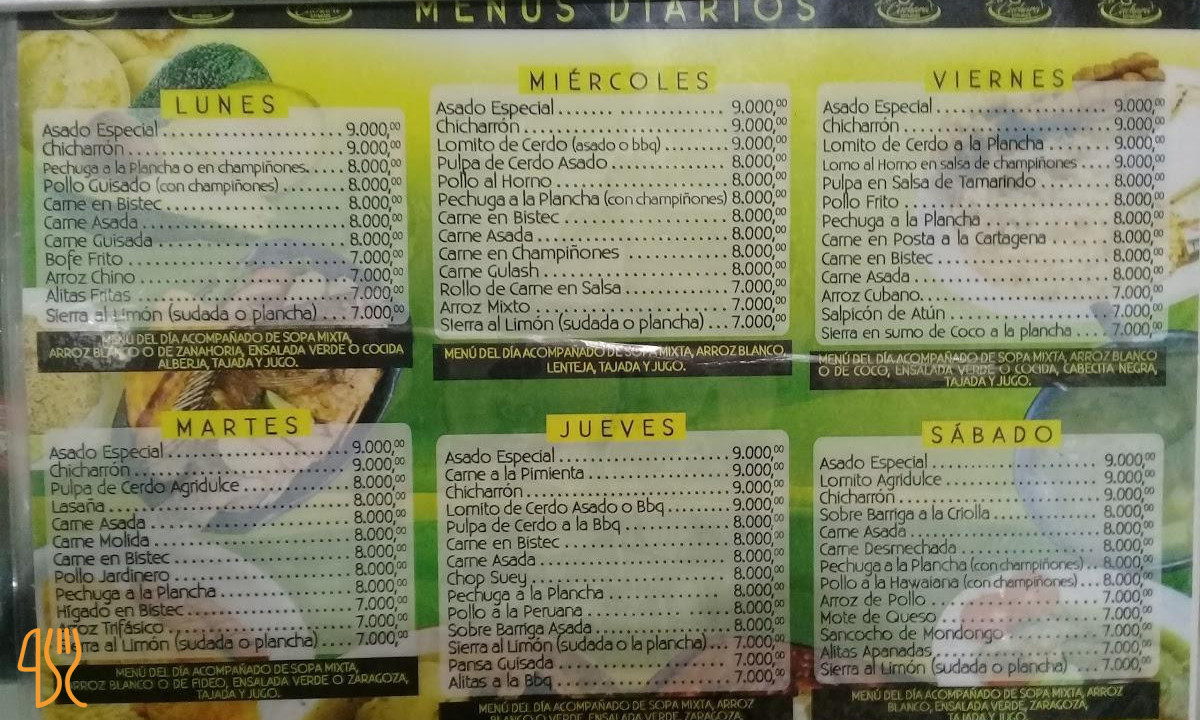 MENÚS DIARIOS
LUNES
Asado Especial 9.000,00
Chicharrón 9.000,00
Pechuga a la Plancha o en champiñones 8.000,00
Pollo Guisado (con champiñones) 8.000,00
Carne en Bistec 8.000,00
Carne Asada 8.000,00
Carne Guisada 8.000,00
Bofe Frito 7.000,00
Arroz Chino 7.000,00
Alitas Fritas 7.000,00
Sierra al Limón (sudada o plancha) 7.000,00
MENÚ DEL DÍA ACOMPAÑADO DE SOPA MIXTA,
ARROZ BLANCO O DE ZANAHORIA, ENSALADA VERDE O COCIDA
ALBERJA, TAJADA Y JUGO.
MARTES
Asado Especial 9.000,00
Chicharrón 9.000,00
Pulpa de Cerdo Agridulce 8.000,00
Lasaña 8.000,00
Carne Asada 8.000,00
Carne Molida 8.000,00
Carne en Bistec 8.000,00
Pollo Jardinero 8.000,00
Pechuga a la Plancha 8.000,00
Hígado en Bistec 7.000,00
Arroz Trifásico 7.000,00
Sierra al Limón (sudada o plancha) 7.000,00
MENÚ DEL DÍA ACOMPAÑADO DE SOPA MIXTA,
ARROZ BLANCO O DE FIDEO, ENSALADA VERDE O ZARAGOZA,
TAJADA Y JUGO.
MIÉRCOLES
Asado Especial 9.000,00
Chicharrón 9.000,00
Lomito de Cerdo (asado o bbq) 9.000,00
Pulpa de Cerdo Asado 8.000,00
Pollo al Horno 8.000,00
Pechuga a la Plancha (con champiñones) 8.000,00
Carne en Bistec 8.000,00
Carne Asada 8.000,00
Carne en Champiñones 8.000,00
Carne Gulash 8.000,00
Rollo de Carne en Salsa 7.000,00
Arroz Mixto 7.000,00
Sierra al Limón (sudada o plancha) 7.000,00
MENÚ DEL DÍA ACOMPAÑADO DE SOPA MIXTA, ARROZ BLANCO,
LENTEJA, TAJADA Y JUGO.
JUEVES
Asado Especial 9.000,00
Carne a la Pimienta 9.000,00
Chicharrón 9.000,00
Lomito de Cerdo Asado o Bbq 9.000,00
Pulpa de Cerdo a la Bbq 8.000,00
Carne en Bistec 8.000,00
Carne Asada 8.000,00
Chop Suey 8.000,00
Pechuga a la Plancha 8.000,00
Pollo a la Peruana 8.000,00
Sobre Barriga Asada 8.000,00
Sierra al Limón (sudada o la plancha) 7.000,00
Pansa Guisada 7.000,00
Alitas a la Bbq 7.000,00
MENÚ DEL DÍA ACOMPAÑADO DE SOPA MIXTA, ARROZ
BLANCO O VERDE, ENSALADA VERDE, ZARAGOZA,
VIERNES
Asado Especial 9.000,00
Chicharrón 9.000,00
Lomito de Cerdo a la Plancha 9.000,00
Lomo al Horno en salsa de champiñones 9.000,00
Pulpa en Salsa de Tamarindo 8.000,00
Pollo Frito 8.000,00
Pechuga a la Plancha 8.000,00
Carne en Posta a la Cartagena 8.000,00
Carne en Bistec 8.000,00
Carne Asada 8.000,00
Arroz Cubano 7.000,00
Salpicón de Atún 7.000,00
Sierra en sumo de Coco a la plancha 7.000,00
MENÚ DEL DÍA ACOMPAÑADO DE SOPA MIXTA, ARROZ BLANCO
O DE COCO, ENSALADA VERDE O COCIDA, CABECITA NEGRA,
TAJADA Y JUGO.
SÁBADO
Asado Especial 9.000,00
Lomito Agridulce 9.000,00
Chicharrón 9.000,00
Sobre Barriga a la Criolla 8.000,00
Carne Asada 8.000,00
Carne Desmechada 8.000,00
Pechuga a la Plancha (con champiñones) 8.000,00
Pollo a la Hawaiana (con champiñones) 8.000,00
Arroz de Pollo 7.000,00
Mote de Queso 7.000,00
Sancocho de Mondongo 7.000,00
Alitas Apanadas 7.000,00
Sierra al Limón (sudada o plancha) 7.000,00
MENÚ DEL DÍA ACOMPAÑADO DE SOPA MIXTA, ARROZ
BLANCO, ENSALADA VERDE, ZARAGOZA,
TAJADA Y JUGO.